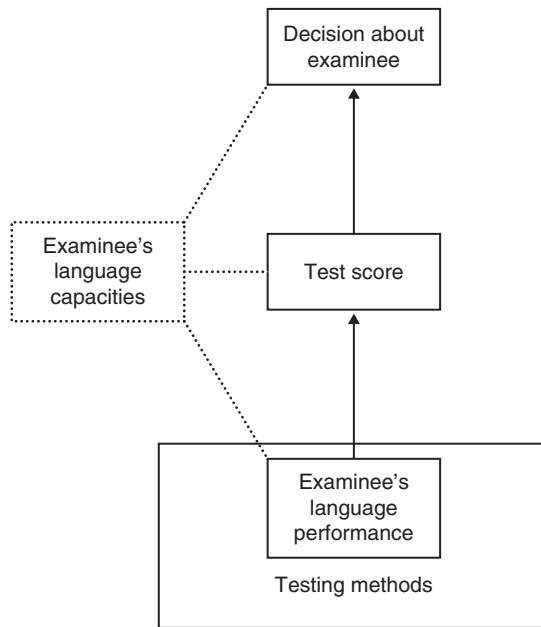 Decision about
examinee
Examinee’s
language
capacities
Test score
Examinee’s
language
performance
Testing methods